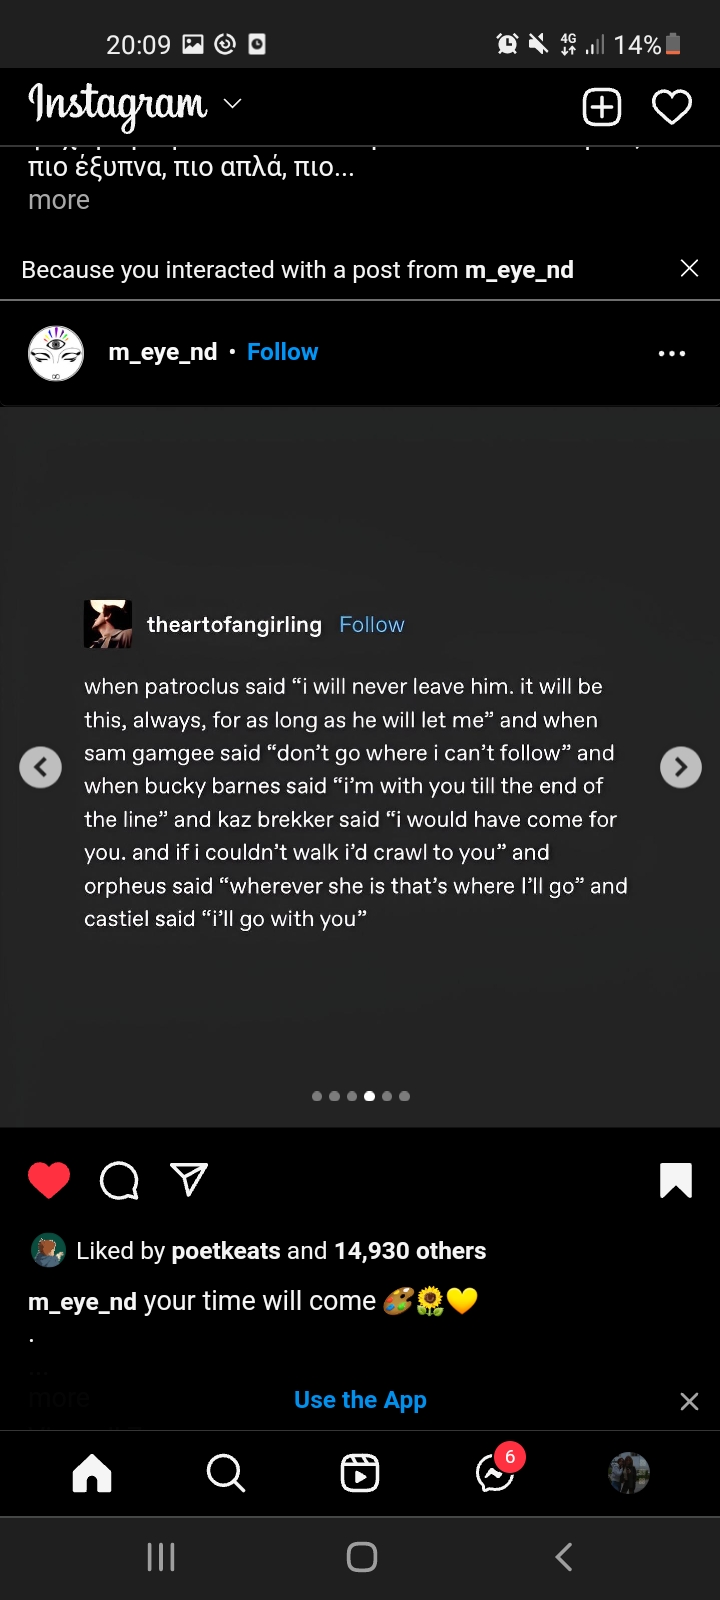 20:09
4G 14%
Instagram
πιο έξυπνα, πιο απλά, πιο...
more
Because you interacted with a post from m_eye_nd
m_eye_nd • Follow
theartofangirling Follow
when patroclus said “i will never leave him. it will be
this, always, for as long as he will let me” and when
sam gamgee said “don’t go where i can’t follow” and
when bucky barnes said “i’m with you till the end of
the line” and kaz brekker said “i would have come for
you. and if i couldn’t walk i’d crawl to you” and
orpheus said “wherever she is that’s where I’ll go” and
castiel said “i’ll go with you”
Liked by poetkeats and 14,930 others
m_eye_nd your time will come 🎨🌻💛
.
...
more
Use the App
6